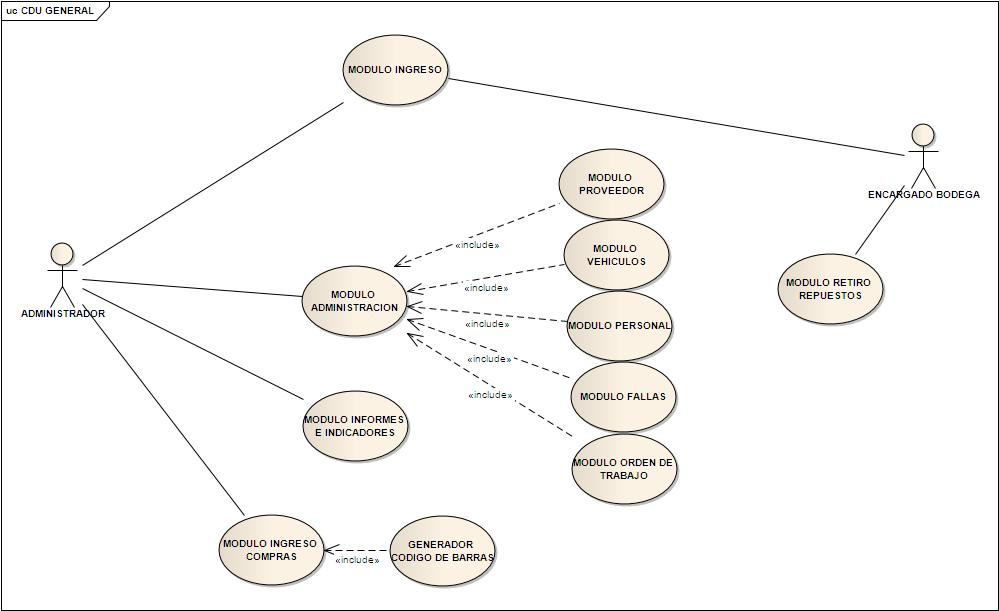 uc CDU GENERAL
MODULO INGRESO
MODULO
PROVEEDOR
ENCARGADO BODEGA
«include»
MODULO
VEHICULOS
«include»
MODULO RETIRO
REPUESTOS
MODULO
ADMINISTRACION
ADMINISTRADOR
«include»
MODULO PERSONAL
«include»
MODULO FALLAS
«include»
MODULO INFORMES
E INDICADORES
MODULO ORDEN DE
TRABAJO
MODULO INGRESO
COMPRAS
«include»
GENERADOR
CODIGO DE BARRAS